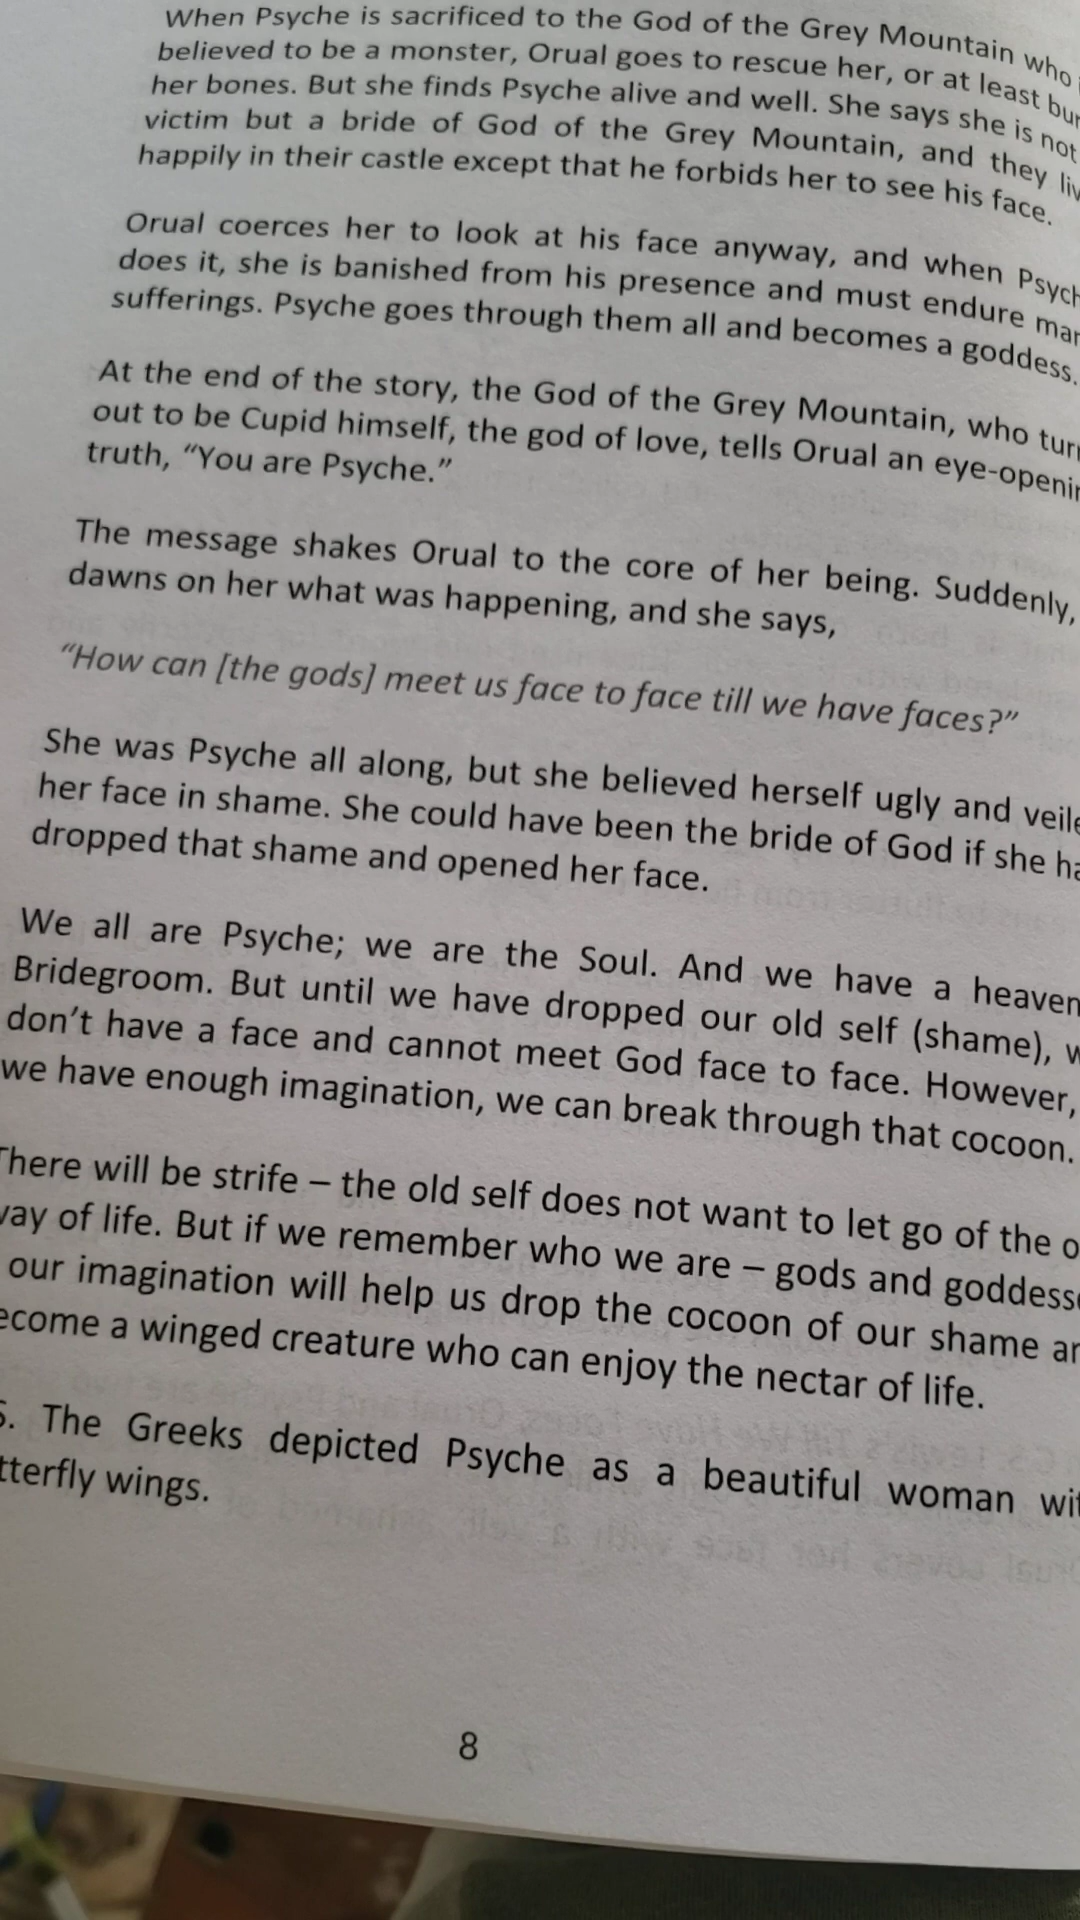 When Psyche is sacrificed to the God of the Grey Mountain who
believed to be a monster, Orual goes to rescue her, or at least bur
her bones. But she finds Psyche alive and well. She says she is not
victim but a bride of God of the Grey Mountain, and they liv
happily in their castle except that he forbids her to see his face.
Orual coerces her to look at his face anyway, and when Psych
does it, she is banished from his presence and must endure man
sufferings. Psyche goes through them all and becomes a goddess.
At the end of the story, the God of the Grey Mountain, who turn
out to be Cupid himself, the god of love, tells Orual an eye-openin
truth, “You are Psyche.”
The message shakes Orual to the core of her being. Suddenly,
dawns on her what was happening, and she says,
“How can [the gods] meet us face to face till we have faces?”
She was Psyche all along, but she believed herself ugly and veile
her face in shame. She could have been the bride of God if she ha
dropped that shame and opened her face.
We all are Psyche; we are the Soul. And we have a heaven
Bridegroom. But until we have dropped our old self (shame), w
don’t have a face and cannot meet God face to face. However,
we have enough imagination, we can break through that cocoon.
There will be strife – the old self does not want to let go of the o
way of life. But if we remember who we are – gods and goddesse
our imagination will help us drop the cocoon of our shame an
ecome a winged creature who can enjoy the nectar of life.
. The Greeks depicted Psyche as a beautiful woman wit
tterfly wings.
8